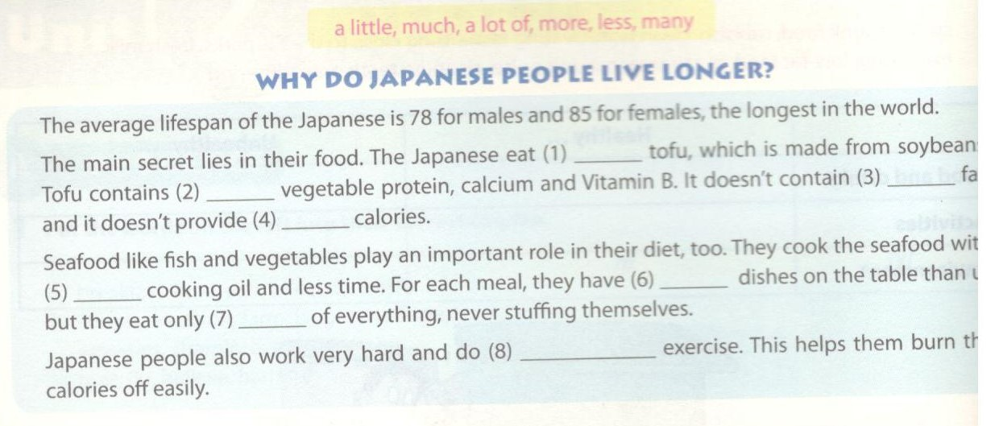 a little, much, a lot of, more, less, many
WHY DO JAPANESE PEOPLE LIVE LONGER?
The average lifespan of the Japanese is 78 for males and 85 for females, the longest in the world.
The main secret lies in their food. The Japanese eat (1) ______ tofu, which is made from soybean
Tofu contains (2) ______ vegetable protein, calcium and Vitamin B. It doesn't contain (3) ______ fa
and it doesn't provide (4) ______ calories.
Seafood like fish and vegetables play an important role in their diet, too. They cook the seafood wit
(5) ______ cooking oil and less time. For each meal, they have (6) ______ dishes on the table than u
but they eat only (7) ______ of everything, never stuffing themselves.
Japanese people also work very hard and do (8) ____________ exercise. This helps them burn th
calories off easily.